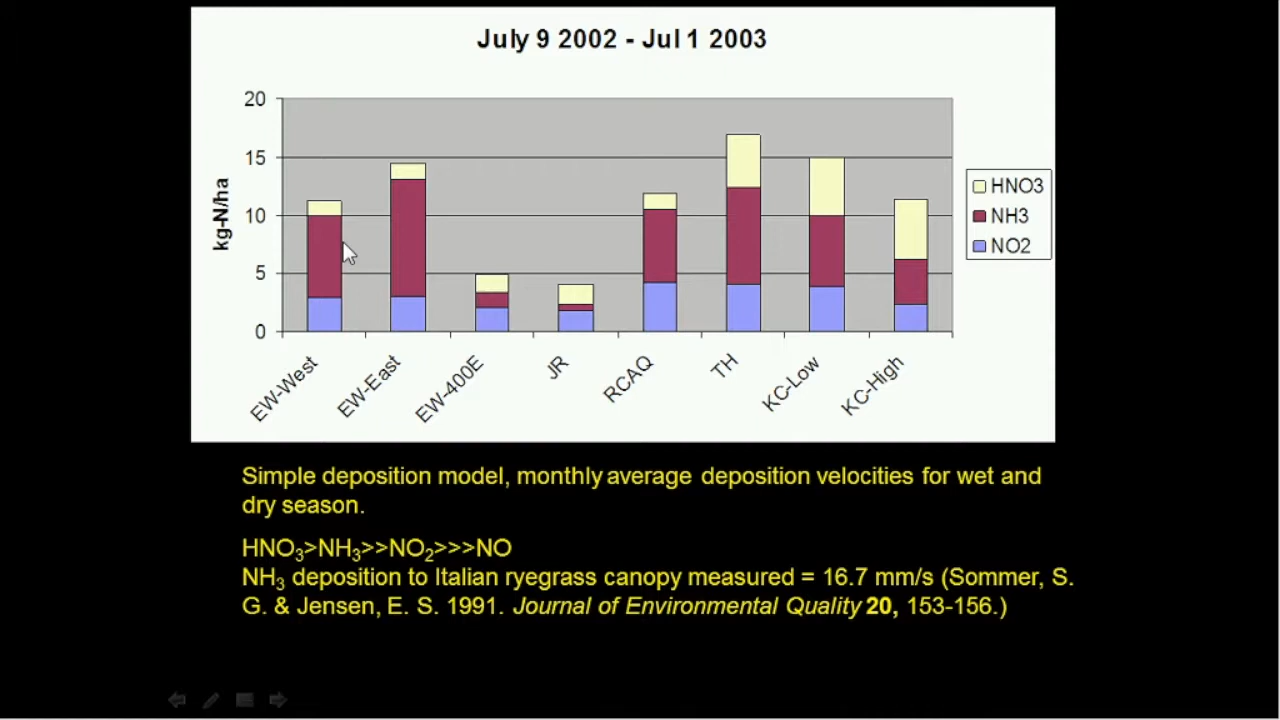 July 9 2002 - Jul 1 2003
20
15
10
5
0
kg-N/ha
EW-West
EW-East
EW-400E
JR
RCAQ
TH
KC-Low
KC-High
HNO3
NH3
NO2
Simple deposition model, monthly average deposition velocities for wet and
dry season.
HNO₃>NH₃>>NO₂>>>NO
NH₃ deposition to Italian ryegrass canopy measured = 16.7 mm/s (Sommer, S.
G. & Jensen, E. S. 1991. Journal of Environmental Quality 20, 153-156.)